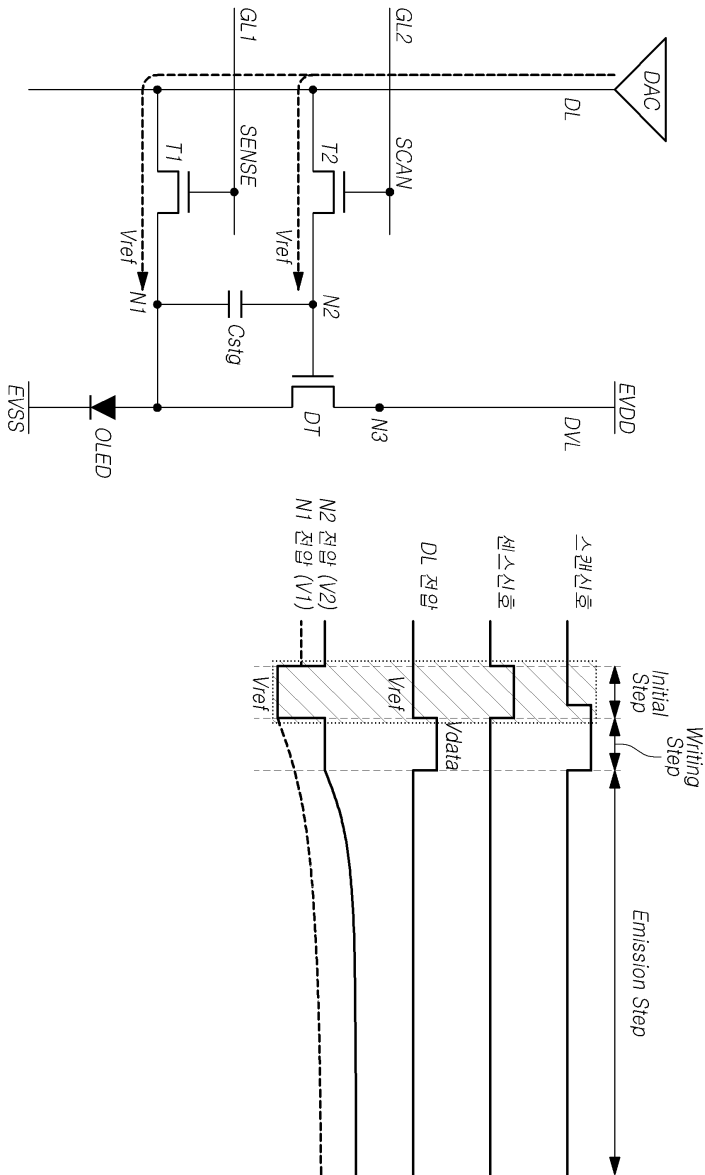 DAC
DL
EVDD
DVL
GL2
SCAN
T2
Vref
N2
N3
DT
Cstg
GL1
SENSE
T1
Vref
N1
OLED
EVSS
Initial
Step
Writing
Step
Emission Step
스캔신호
센스신호
DL 전압
Vref
Vdata
N2 전압 (V2)
N1 전압 (V1)
Vref